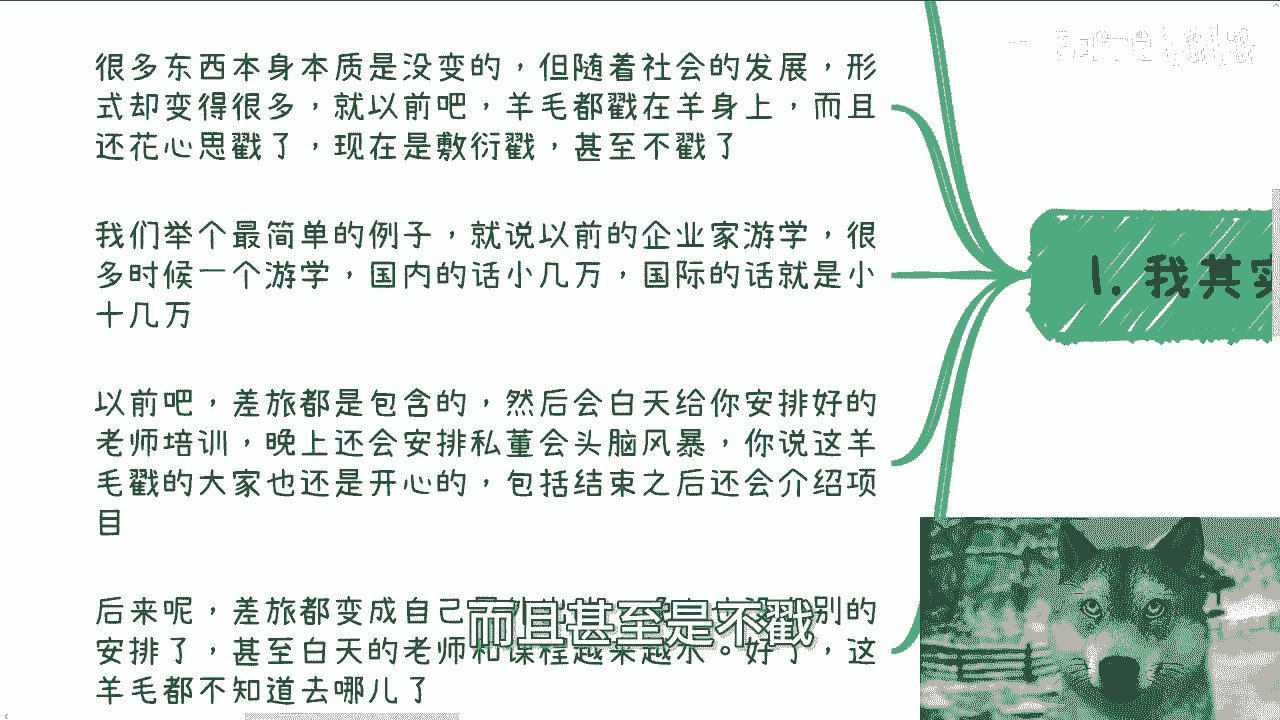 很多东西本身本质是没变的，但随着社会的发展，形
式却变得很多，就以前吧，羊毛都戳在羊身上，而且
还花心思戳了，现在是敷衍戳，甚至不戳了
我们举个最简单的例子，就说以前的企业家游学，很
多时候一个游学，国内的话小几万，国际的话就是小
十几万
以前吧，差旅都是包含的，然后会白天给你安排好的
老师培训，晚上还会安排私董会头脑风暴，你说这羊
毛戳的大家也还是开心的，包括结束之后还会介绍项
目
后来呢，差旅都变成自己
别的
安排了，甚至白天的老师和课程越来越水。好了，这
羊毛都不知道去哪儿了
而且甚至是不戳
1. 我其实